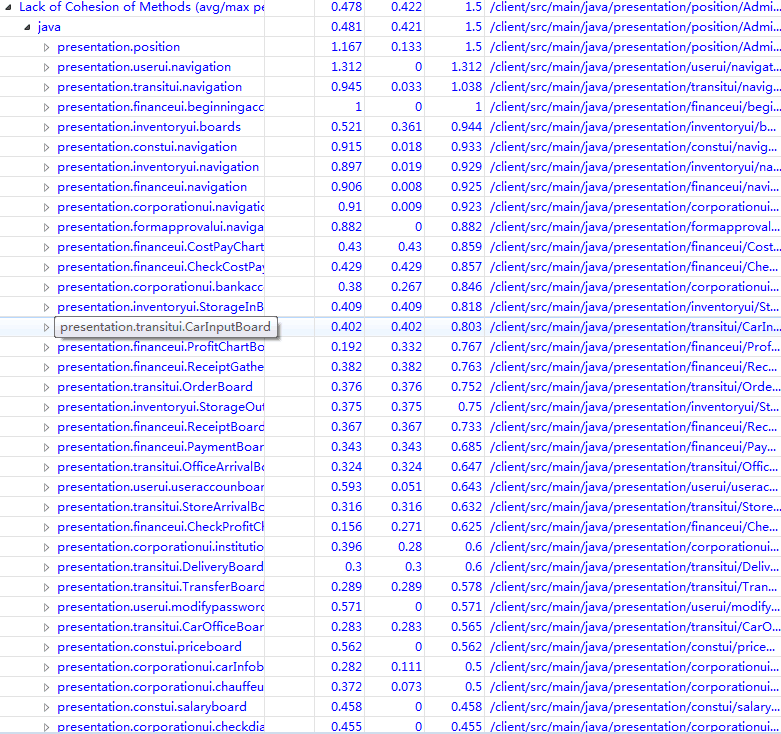 Lack of Cohesion of Methods (avg/max pe 0.478 0.422 1.5 /client/src/main/java/presentation/position/Admi...
java 0.481 0.421 1.5 /client/src/main/java/presentation/position/Admi...
presentation.position 1.167 0.133 1.5 /client/src/main/java/presentation/position/Admi...
presentation.userui.navigation 1.312 0 1.312 /client/src/main/java/presentation/userui/navigat...
presentation.transitui.navigation 0.945 0.033 1.038 /client/src/main/java/presentation/transitui/navig...
presentation.financeui.beginningacc 1 0 1 /client/src/main/java/presentation/financeui/begi...
presentation.inventoryui.boards 0.521 0.361 0.944 /client/src/main/java/presentation/inventoryui/b...
presentation.constui.navigation 0.915 0.018 0.933 /client/src/main/java/presentation/constui/navig...
presentation.inventoryui.navigation 0.897 0.019 0.929 /client/src/main/java/presentation/inventoryui/na...
presentation.financeui.navigation 0.906 0.008 0.925 /client/src/main/java/presentation/financeui/navi...
presentation.corporationui.navigatio 0.91 0.009 0.923 /client/src/main/java/presentation/corporationui...
presentation.formapprovalui.naviga 0.882 0 0.882 /client/src/main/java/presentation/formapproval...
presentation.financeui.CostPayChart 0.43 0.43 0.859 /client/src/main/java/presentation/financeui/Cost...
presentation.financeui.CheckCostPay 0.429 0.429 0.857 /client/src/main/java/presentation/financeui/Che...
presentation.corporationui.bankacca 0.38 0.267 0.846 /client/src/main/java/presentation/corporationui...
presentation.inventoryui.StorageInB 0.409 0.409 0.818 /client/src/main/java/presentation/inventoryui/St...
presentation.transitui.CarInputBoard 0.402 0.402 0.803 /client/src/main/java/presentation/transitui/CarIn...
presentation.financeui.ProfitChartBo 0.192 0.332 0.767 /client/src/main/java/presentation/financeui/Prof...
presentation.financeui.ReceiptGathe 0.382 0.382 0.763 /client/src/main/java/presentation/financeui/Rec...
presentation.transitui.OrderBoard 0.376 0.376 0.752 /client/src/main/java/presentation/transitui/Orde...
presentation.inventoryui.StorageOut 0.375 0.375 0.75 /client/src/main/java/presentation/inventoryui/St...
presentation.financeui.ReceiptBoard 0.367 0.367 0.733 /client/src/main/java/presentation/financeui/Rec...
presentation.financeui.PaymentBoar 0.343 0.343 0.685 /client/src/main/java/presentation/financeui/Pay...
presentation.transitui.OfficeArrivalBo 0.324 0.324 0.647 /client/src/main/java/presentation/transitui/Offic...
presentation.userui.useraccounboar 0.593 0.051 0.643 /client/src/main/java/presentation/userui/userac...
presentation.transitui.StoreArrivalBo 0.316 0.316 0.632 /client/src/main/java/presentation/transitui/Store...
presentation.financeui.CheckProfitCh 0.156 0.271 0.625 /client/src/main/java/presentation/financeui/Che...
presentation.corporationui.institutio 0.396 0.28 0.6 /client/src/main/java/presentation/corporationui...
presentation.transitui.DeliveryBoard 0.3 0.3 0.6 /client/src/main/java/presentation/transitui/Deliv...
presentation.transitui.TransferBoard 0.289 0.289 0.578 /client/src/main/java/presentation/transitui/Tran...
presentation.userui.modifypassword 0.571 0 0.571 /client/src/main/java/presentation/userui/modify...
presentation.transitui.CarOfficeBoar 0.283 0.283 0.565 /client/src/main/java/presentation/transitui/CarO...
presentation.constui.priceboard 0.562 0 0.562 /client/src/main/java/presentation/constui/price...
presentation.corporationui.carInfob 0.282 0.111 0.5 /client/src/main/java/presentation/corporationui...
presentation.corporationui.chauffeu 0.372 0.073 0.5 /client/src/main/java/presentation/corporationui...
presentation.constui.salaryboard 0.458 0 0.458 /client/src/main/java/presentation/constui/salary...
presentation.corporationui.checkdia 0.455 0 0.455 /client/src/main/java/presentation/corporationui...